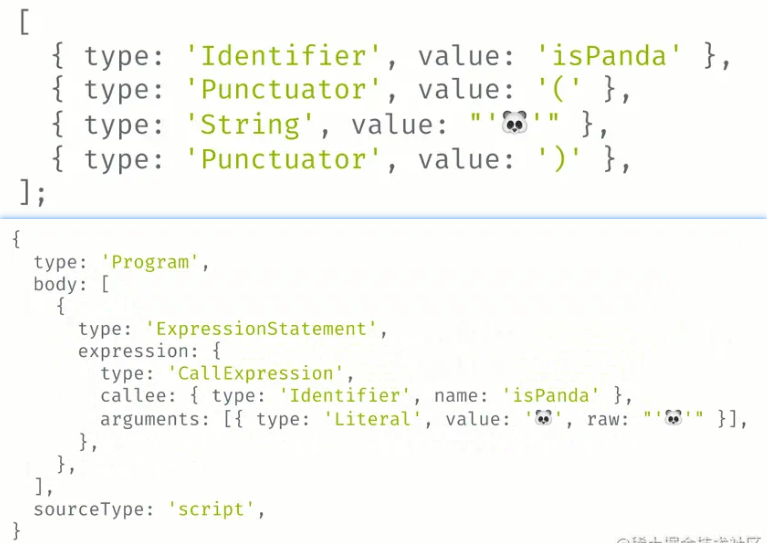 [
  { type: 'Identifier', value: 'isPanda' },
  { type: 'Punctuator', value: '(' },
  { type: 'String', value: "'🐼'" },
  { type: 'Punctuator', value: ')' },
];
{
  type: 'Program',
  body: [
    {
      type: 'ExpressionStatement',
      expression: {
        type: 'CallExpression',
        callee: { type: 'Identifier', name: 'isPanda' },
        arguments: [{ type: 'Literal', value: '🐼', raw: "'🐼'" }],
      },
    },
  ],
  sourceType: 'script',
}
@稀土掘金技术社区